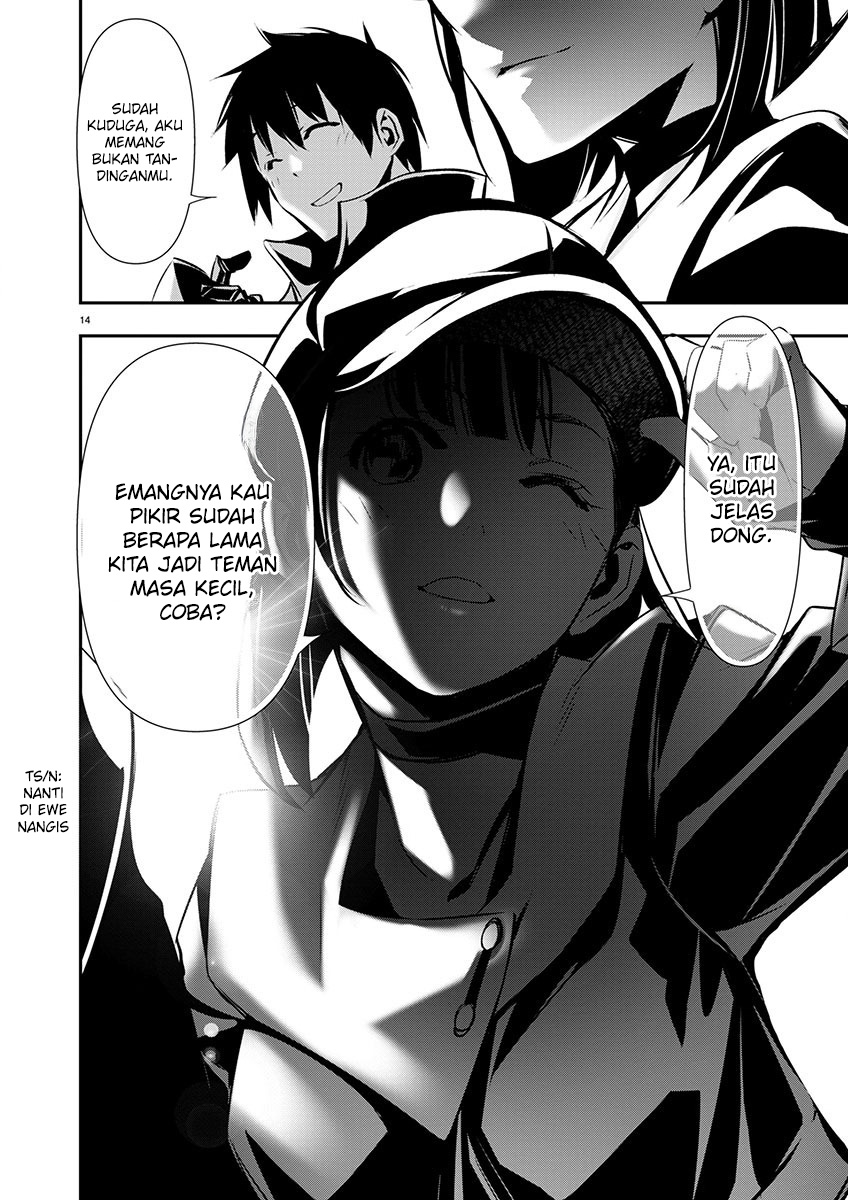 SUDAH
KUDUGA, AKU
MEMANG
BUKAN TAN-
DINGANMU.
14
YA, ITU
SUDAH
JELAS
DONG.
EMANGNYA KAU
PIKIR SUDAH
BERAPA LAMA
KITA JADI TEMAN
MASA KECIL,
COBA?
TS/N:
NANTI
DI EWE
NANGIS